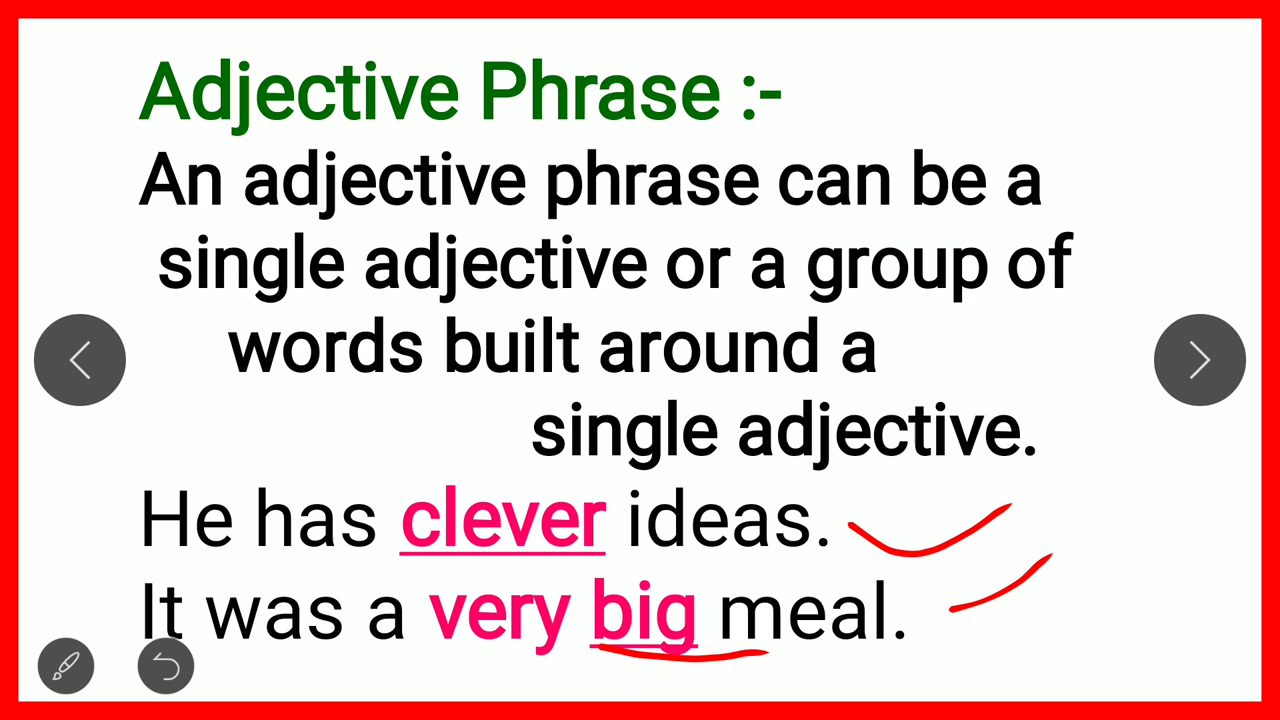 Adjective Phrase :-
An adjective phrase can be a
single adjective or a group of
words built around a
single adjective.
He has clever ideas.
It was a very big meal.